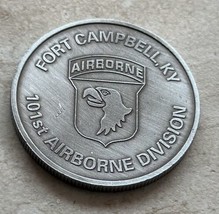 FORT CAMPBELL, KY
AIRBORNE
101st AIRBORNE DIVISION